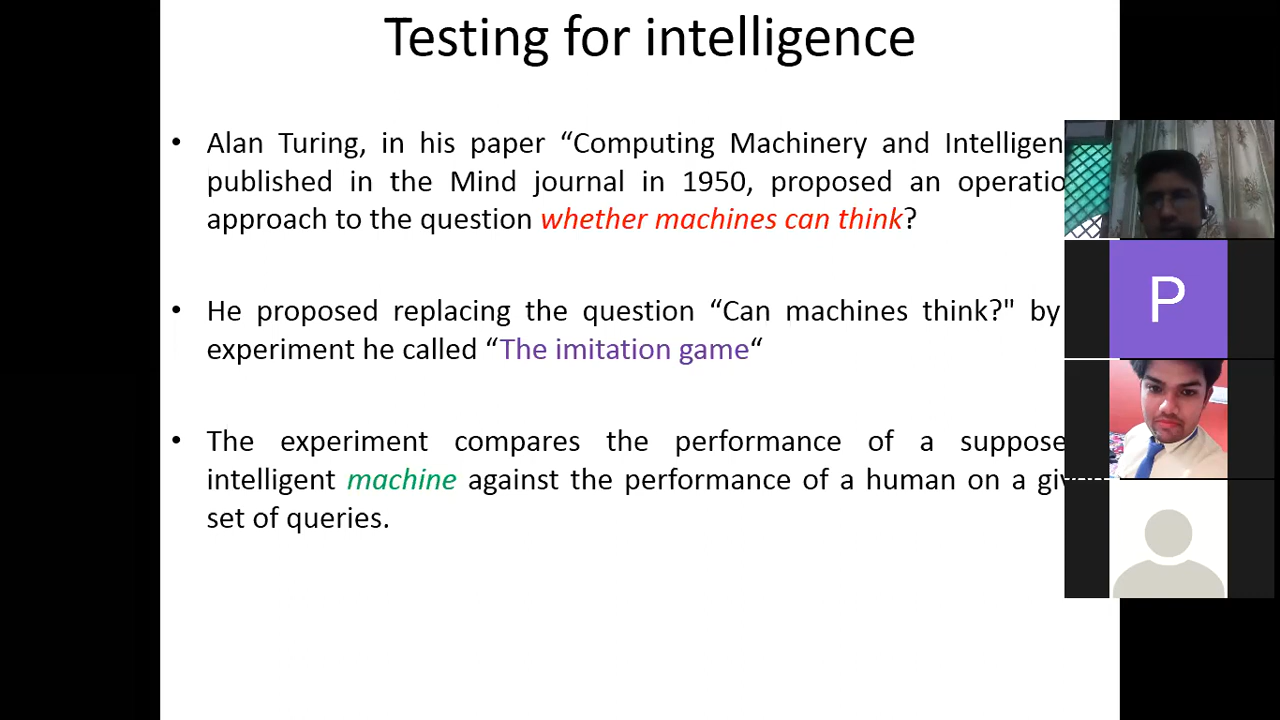 Testing for intelligence
• Alan Turing, in his paper “Computing Machinery and Intelligen
published in the Mind journal in 1950, proposed an operatio
approach to the question whether machines can think?
• He proposed replacing the question “Can machines think?" by
experiment he called “The imitation game“
• The experiment compares the performance of a suppose
intelligent machine against the performance of a human on a giv
set of queries.
P